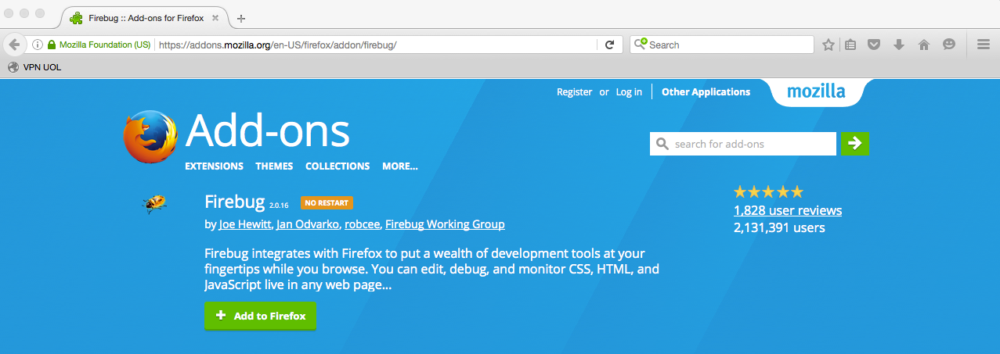 Firebug :: Add-ons for Firefox
Mozilla Foundation (US) https://addons.mozilla.org/en-US/firefox/addon/firebug/ Search
VPN UOL
Register or Log in Other Applications mozilla
Add-ons
search for add-ons
EXTENSIONS THEMES COLLECTIONS MORE...
Firebug 2.0.16 NO RESTART
by Joe Hewitt, Jan Odvarko, robcee, Firebug Working Group
1,828 user reviews
2,131,391 users
Firebug integrates with Firefox to put a wealth of development tools at your
fingertips while you browse. You can edit, debug, and monitor CSS, HTML, and
JavaScript live in any web page...
Add to Firefox